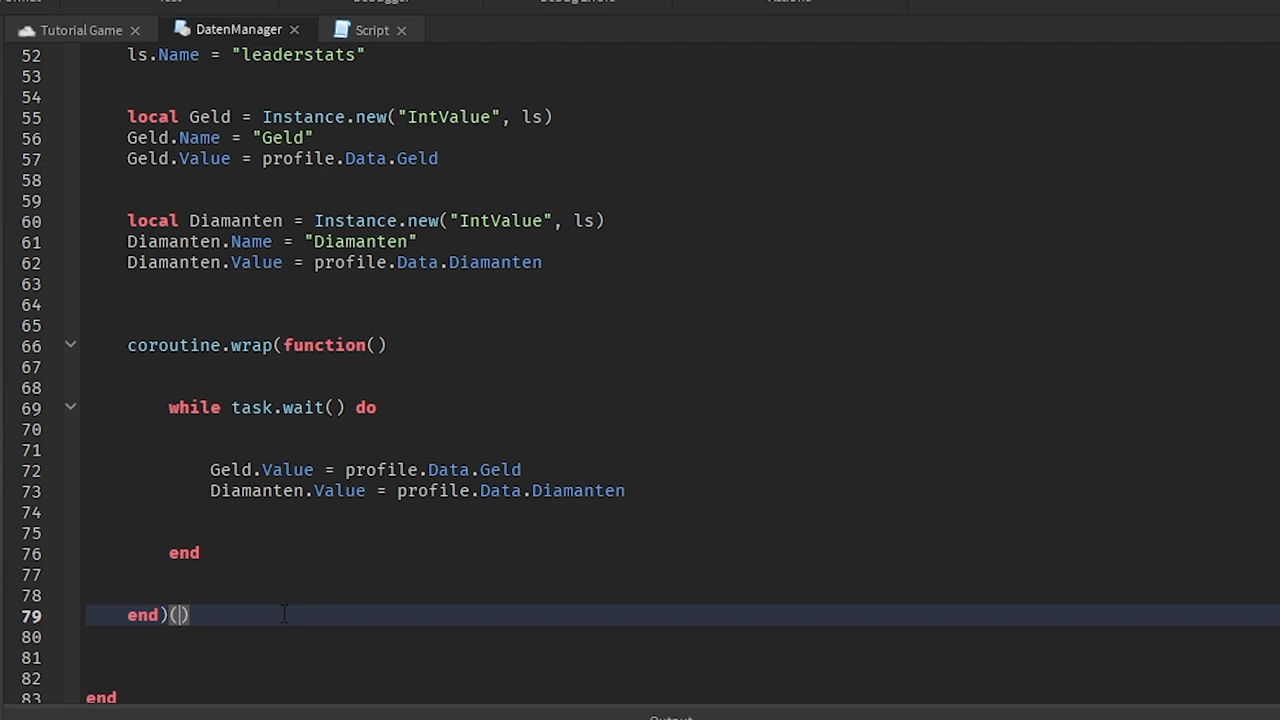 Tutorial Game
DatenManager
Script
52 ls.Name = "leaderstats"
53
54
55 local Geld = Instance.new("IntValue", ls)
56 Geld.Name = "Geld"
57 Geld.Value = profile.Data.Geld
58
59
60 local Diamanten = Instance.new("IntValue", ls)
61 Diamanten.Name = "Diamanten"
62 Diamanten.Value = profile.Data.Diamanten
63
64
65
66 coroutine.wrap(function()
67
68
69 while task.wait() do
70
71
72 Geld.Value = profile.Data.Geld
73 Diamanten.Value = profile.Data.Diamanten
74
75
76 end
77
78
79 end)()
80
81
82
83 end